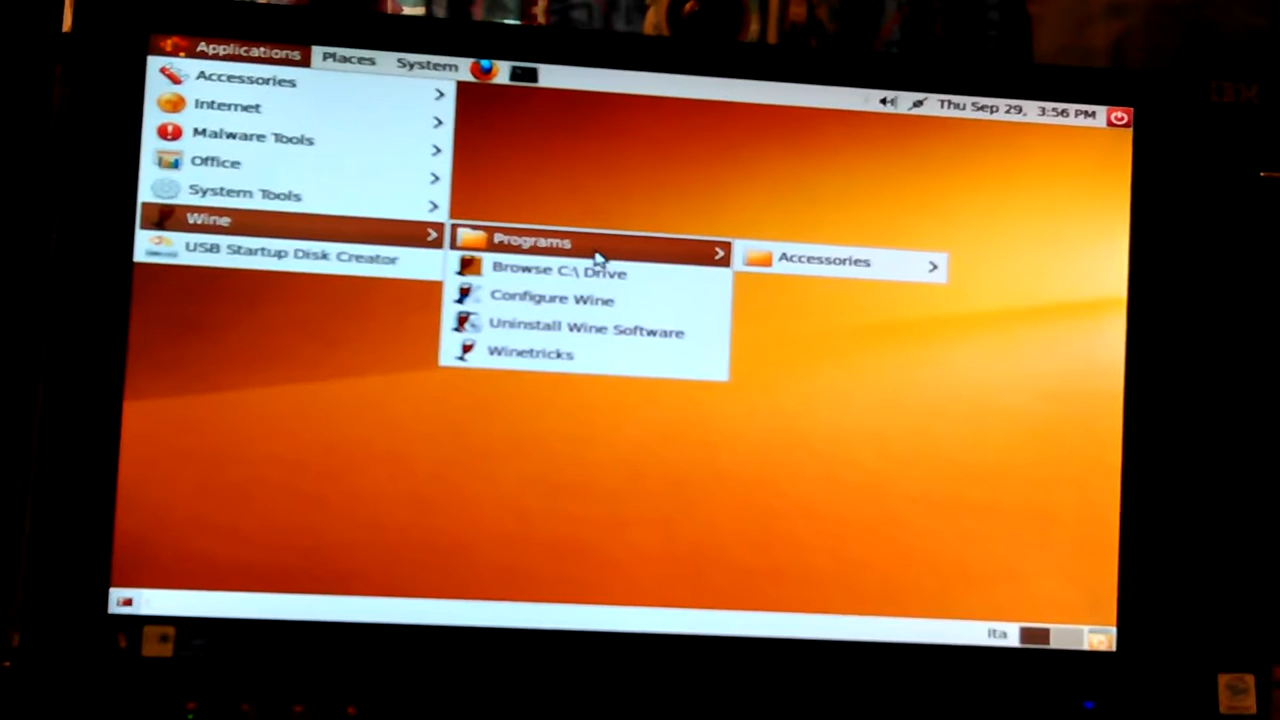 Applications Places System Thu Sep 29, 3:56 PM
IBM
Accessories
Internet
Malware Tools
Office
System Tools
Wine
USB Startup Disk Creator
Programs
Browse C:\ Drive
Configure Wine
Uninstall Wine Software
Winetricks
Accessories
Ita